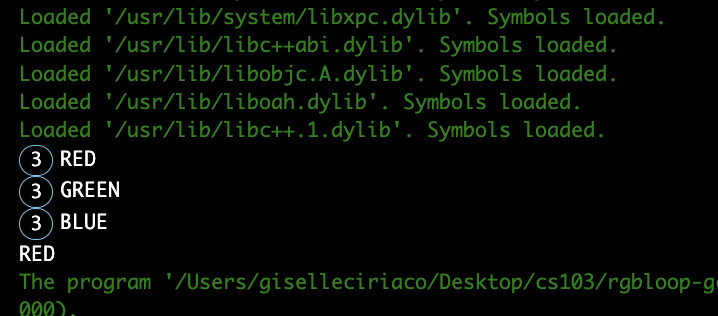 Loaded '/usr/lib/system/libxpc.dylib'. Symbols loaded.
Loaded '/usr/lib/libc++abi.dylib'. Symbols loaded.
Loaded '/usr/lib/libobjc.A.dylib'. Symbols loaded.
Loaded '/usr/lib/liboah.dylib'. Symbols loaded.
Loaded '/usr/lib/libc++.1.dylib'. Symbols loaded.
3 RED
3 GREEN
3 BLUE
RED
The program '/Users/giselleciriaco/Desktop/cs103/rgbloop-g
000).